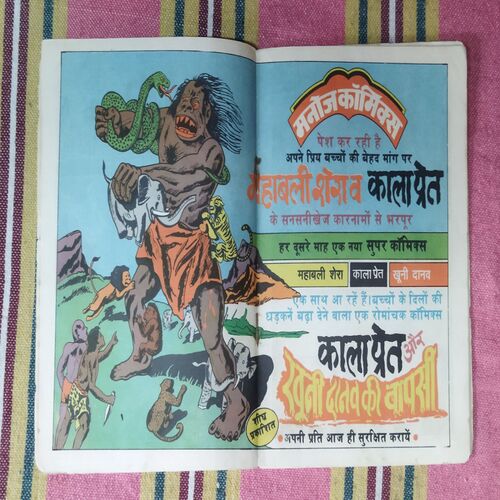 मनोज कॉमिक्स
पेश कर रही है
अपने प्रिय बच्चों की बेहद मांग पर
महाबली शेरा व काला प्रेत
के सनसनीखेज कारनामों से भरपूर
हर दूसरे माह एक नया सुपर कॉमिक्स
महाबली शेरा काला प्रेत खूनी दानव
एक साथ आ रहें हैं। बच्चों के दिलों की
धड़कनें बढ़ा देने वाला एक रोमांचक कॉमिक्स
काला प्रेत और
खूनी दानव की वापसी
शीघ्र
प्रकाशित
अपनी प्रति आज ही सुरक्षित करायें